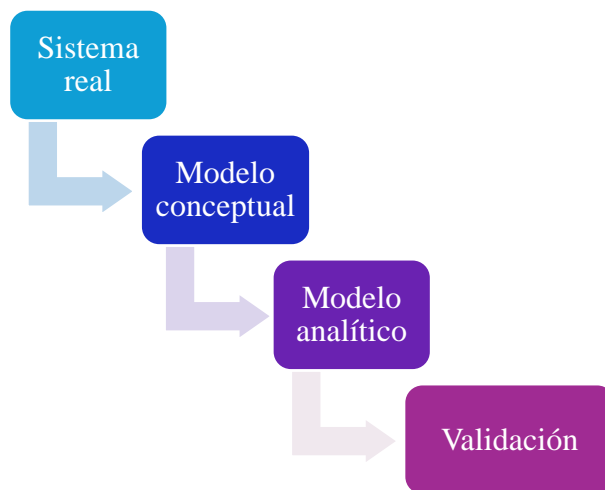 Sistema
real
Modelo
conceptual
Modelo
analítico
Validación